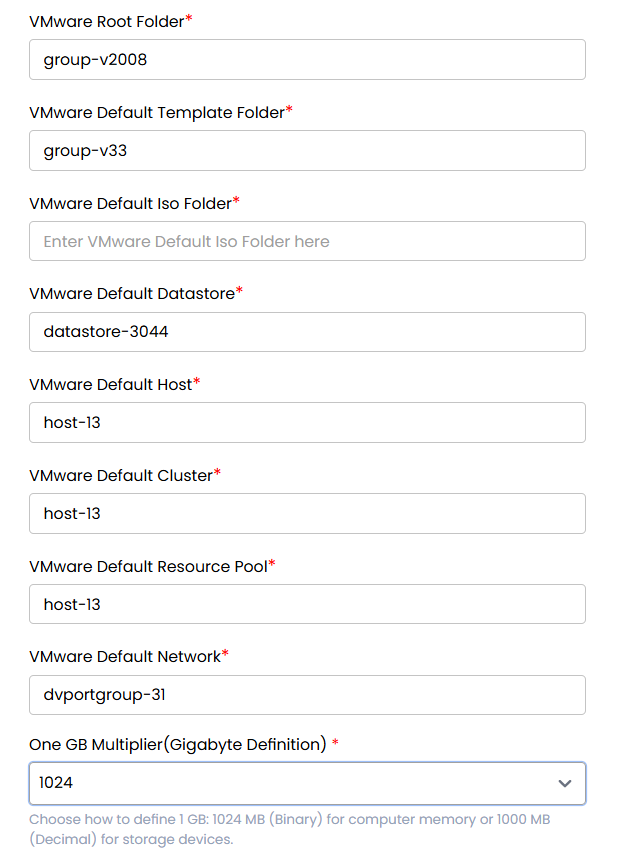 VMware Root Folder*
group-v2008
VMware Default Template Folder*
group-v33
VMware Default Iso Folder*
Enter VMware Default Iso Folder here
VMware Default Datastore*
datastore-3044
VMware Default Host*
host-13
VMware Default Cluster*
host-13
VMware Default Resource Pool*
host-13
VMware Default Network*
dvportgroup-31
One GB Multiplier(Gigabyte Definition) *
1024
Choose how to define 1 GB: 1024 MB (Binary) for computer memory or 1000 MB
(Decimal) for storage devices.